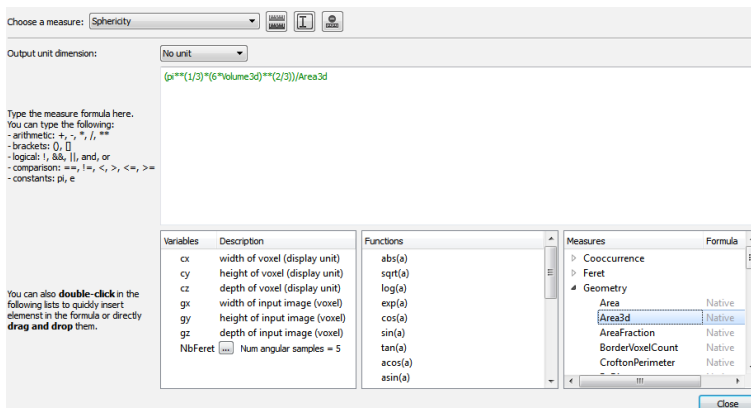 Choose a measure: Sphericity
Output unit dimension: No unit
(pi**(1/3)*(6*Volume3d)**(2/3))/Area3d
Type the measure formula here.
You can type the following:
- arithmetic: +, -, *, /, **
- brackets: (), []
- logical: !, &&, ||, and, or
- comparison: ==, !=, <, >, <=, >=
- constants: pi, e
You can also double-click in the
following lists to quickly insert
elemenst in the formula or directly
drag and drop them.
Variables Description
cx width of voxel (display unit)
cy height of voxel (display unit)
cz depth of voxel (display unit)
gx width of input image (voxel)
gy height of input image (voxel)
gz depth of input image (voxel)
NbFeret ... Num angular samples = 5
Functions
abs(a)
sqrt(a)
log(a)
exp(a)
cos(a)
sin(a)
tan(a)
acos(a)
asin(a)
Measures Formula
Cooccurrence
Feret
Geometry
Area Native
Area3d Native
AreaFraction Native
BorderVoxelCount Native
CroftonPerimeter Native
Close